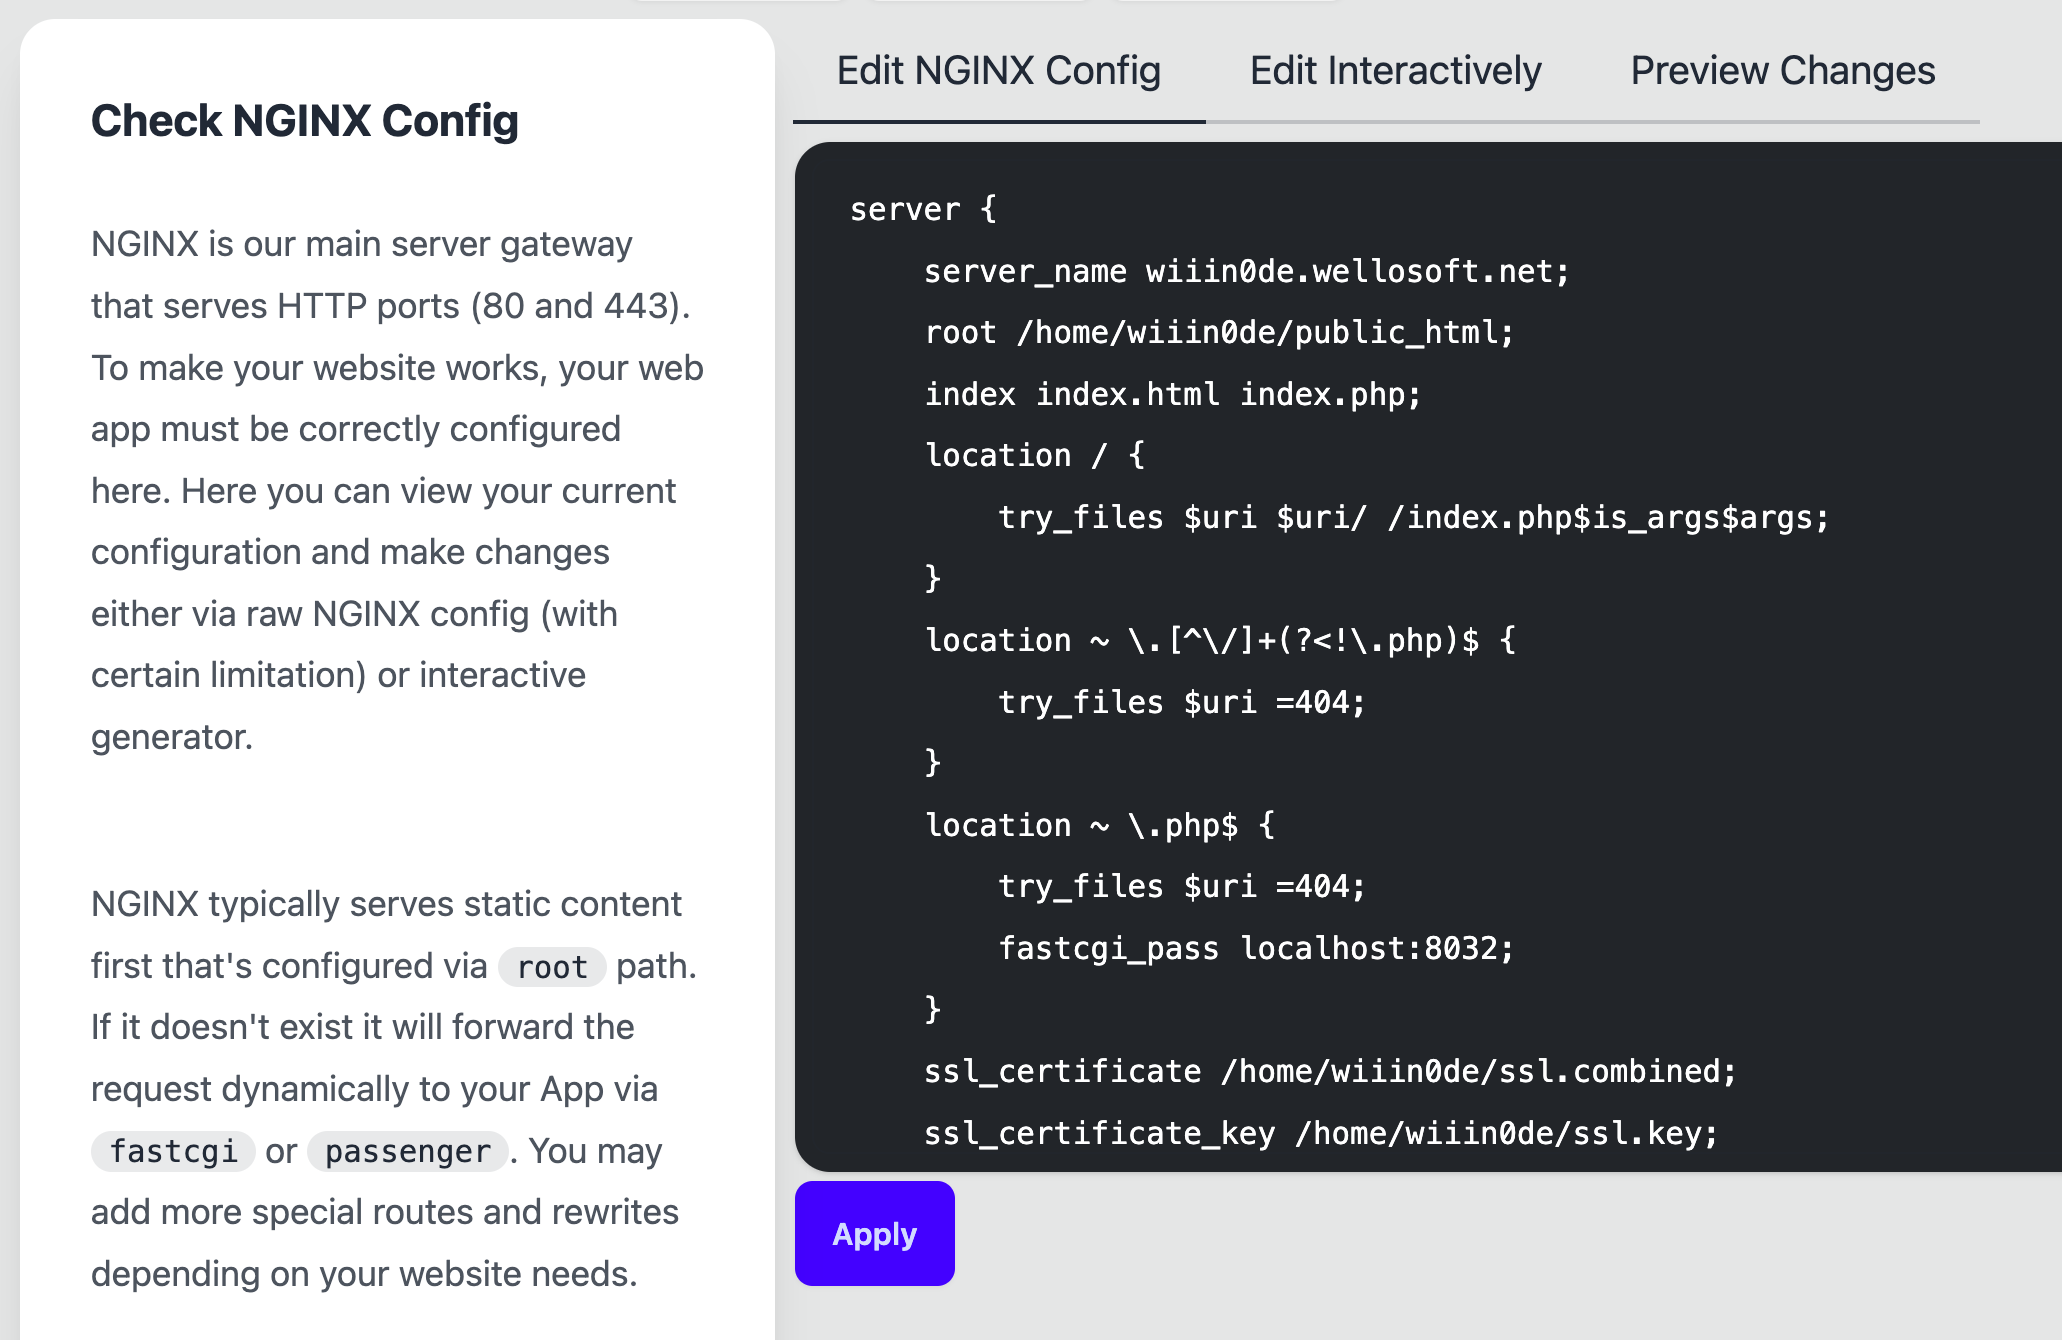 Check NGINX Config
NGINX is our main server gateway
that serves HTTP ports (80 and 443).
To make your website works, your web
app must be correctly configured
here. Here you can view your current
configuration and make changes
either via raw NGINX config (with
certain limitation) or interactive
generator.
NGINX typically serves static content
first that's configured via root path.
If it doesn't exist it will forward the
request dynamically to your App via
fastcgi or passenger. You may
add more special routes and rewrites
depending on your website needs.
Edit NGINX Config
Edit Interactively
Preview Changes
server {
    server_name wiiin0de.wellosoft.net;
    root /home/wiiin0de/public_html;
    index index.html index.php;
    location / {
        try_files $uri $uri/ /index.php$is_args$args;
    }
    location ~ \.[^\/]+(?<!\.php)$ {
        try_files $uri =404;
    }
    location ~ \.php$ {
        try_files $uri =404;
        fastcgi_pass localhost:8032;
    }
    ssl_certificate /home/wiiin0de/ssl.combined;
    ssl_certificate_key /home/wiiin0de/ssl.key;
Apply